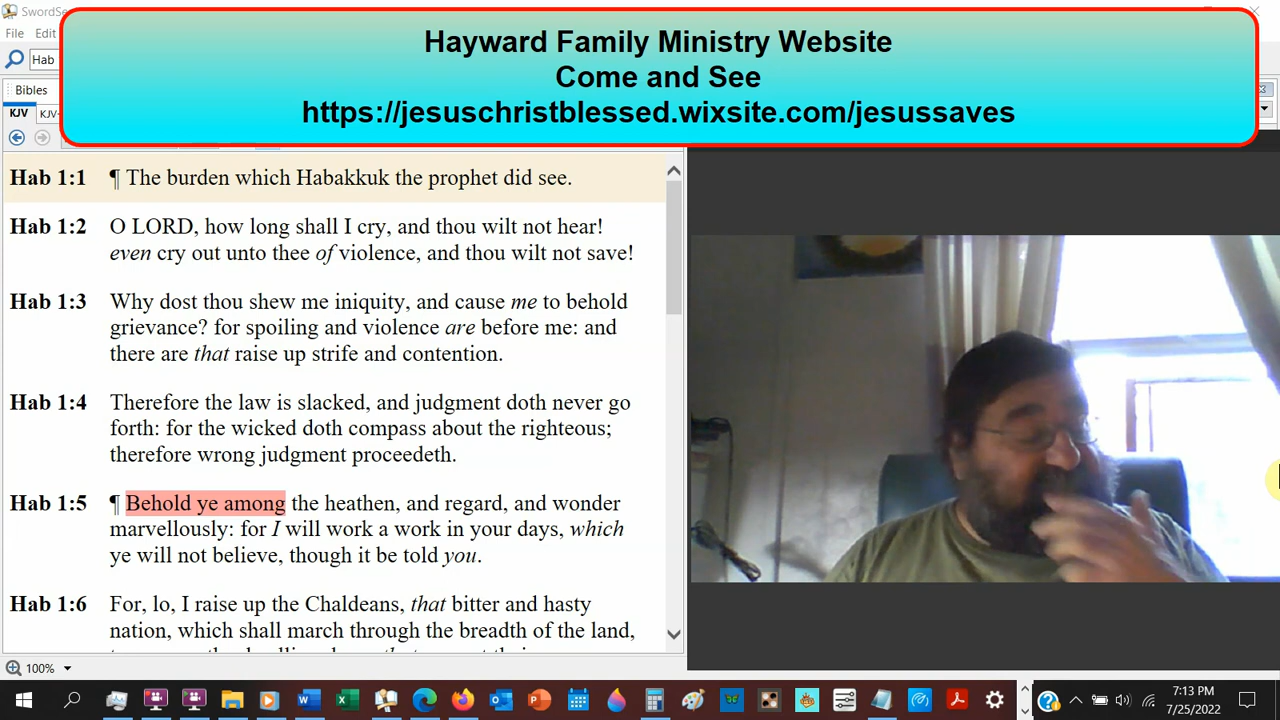 SwordSe
File Edit
Hayward Family Ministry Website
Come and See
https://jesuschristblessed.wixsite.com/jesussaves
Hab
Bibles
KJV KJV
Hab 1:1 ¶ The burden which Habakkuk the prophet did see.
Hab 1:2 O LORD, how long shall I cry, and thou wilt not hear!
even cry out unto thee of violence, and thou wilt not save!
Hab 1:3 Why dost thou shew me iniquity, and cause me to behold
grievance? for spoiling and violence are before me: and
there are that raise up strife and contention.
Hab 1:4 Therefore the law is slacked, and judgment doth never go
forth: for the wicked doth compass about the righteous;
therefore wrong judgment proceedeth.
Hab 1:5 ¶ Behold ye among the heathen, and regard, and wonder
marvellously: for I will work a work in your days, which
ye will not believe, though it be told you.
Hab 1:6 For, lo, I raise up the Chaldeans, that bitter and hasty
nation, which shall march through the breadth of the land,
100%
7:13 PM
7/25/2022